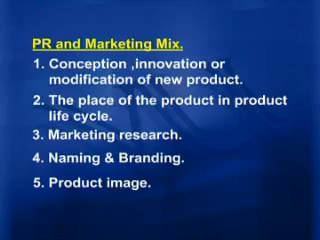 PR and Marketing Mix.
1. Conception ,innovation or
modification of new product.
2. The place of the product in product
life cycle.
3. Marketing research.
4. Naming & Branding.
5. Product image.